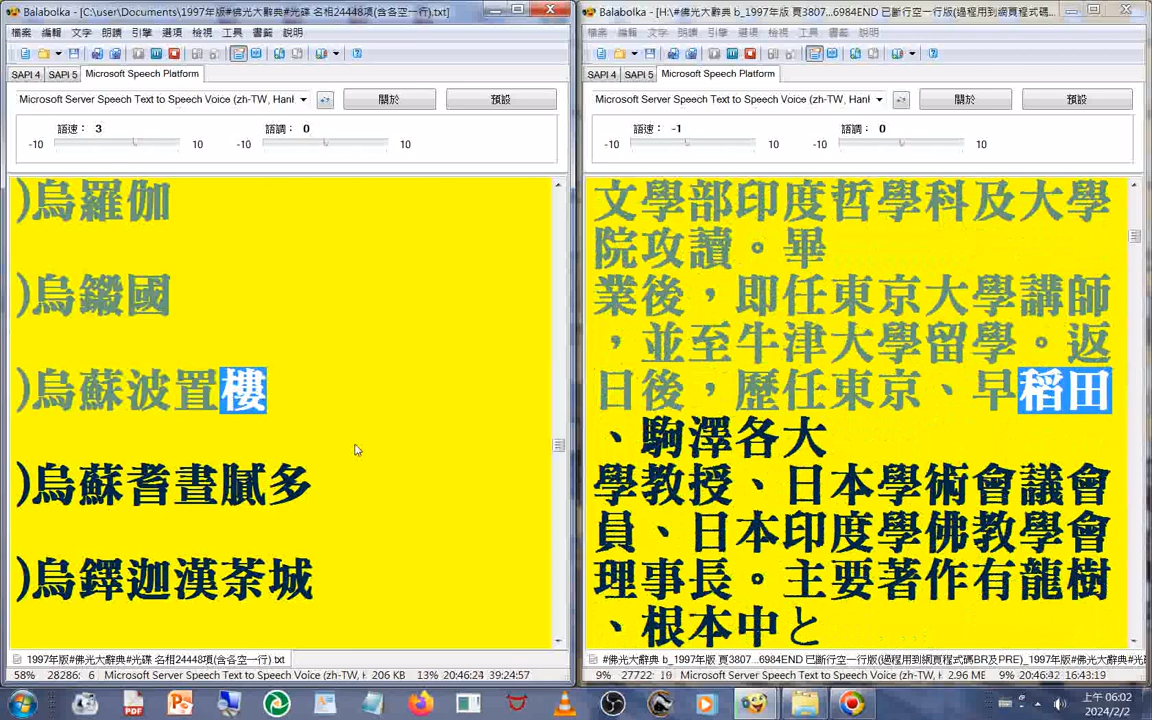 Balabolka - [C:\user\Documents\1997年版#佛光大辭典#光碟 名相24448項(含各空一行).txt]
檔案 編輯 文字 朗讀 引擎 選項 檢視 工具 書籤 說明
SAPI 4 SAPI 5 Microsoft Speech Platform
Microsoft Server Speech Text to Speech Voice (zh-TW, Hanl 關於 預設
語速： 3 語調： 0
-10 10 -10 10
)烏羅伽
)烏鎩國
)烏蘇波置樓
)烏蘇耆晝膩多
)烏鐸迦漢荼城
1997年版#佛光大辭典#光碟 名相24448項(含各空一行).txt
58% 28286: 6 Microsoft Server Speech Text to Speech Voice (zh-TW, H 206 KB 13% 20:46:24 39:24:57
Balabolka - [H:\#佛光大辭典 b_1997年版 頁3807...6984END 已斷行空一行版(過程用到網頁程式碼...
檔案 編輯 文字 朗讀 引擎 選項 檢視 工具 書籤 說明
SAPI 4 SAPI 5 Microsoft Speech Platform
Microsoft Server Speech Text to Speech Voice (zh-TW, Hanl 關於 預設
語速： -1 語調： 0
-10 10 -10 10
文學部印度哲學科及大學
院攻讀。畢
業後，即任東京大學講師
，並至牛津大學留學。返
日後，歷任東京、早稻田
、駒澤各大
學教授、日本學術會議會
員、日本印度學佛教學會
理事長。主要著作有龍樹
、根本中と
#佛光大辭典 b_1997年版 頁3807...6984END 已斷行空一行版(過程用到網頁程式碼BR及PRE)_1997年版#佛光
9% 27722: 10 Microsoft Server Speech Text to Speech Voice (zh-TW, H 2.96 MB 9% 20:46:42 16:43:19
上午 06:02
2024/2/2